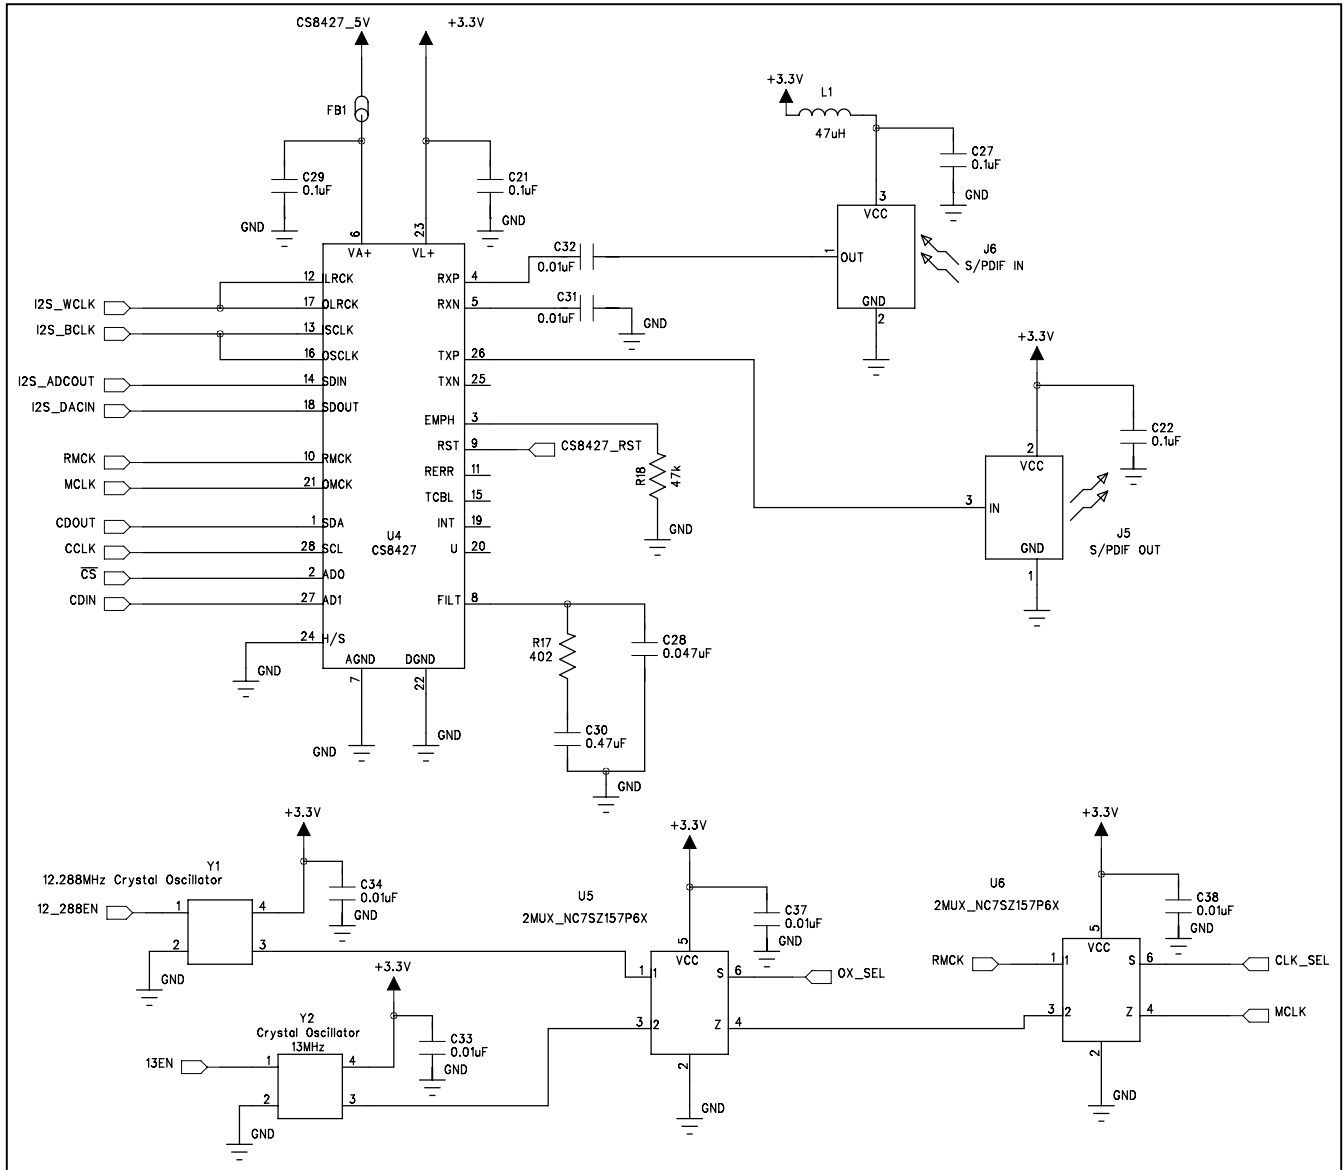 CS8427_5V
+3.3V
FB1
C29
0.1uF
GND
C21
0.1uF
GND
6
23
VA+
VL+
+3.3V
L1
47uH
C27
0.1uF
GND
3
VCC
1
OUT
J6
S/PDIF IN
GND
2
I2S_WCLK
I2S_BCLK
I2S_ADCOUT
I2S_DACIN
RMCK
MCLK
CDOUT
CCLK
CS
CDIN
12 ILRCK
17 OLRCK
13 ISCLK
16 OSCLK
14 SDIN
18 SDOUT
10 RMCK
21 OMCK
1 SDA
28 SCL
2 AD0
27 AD1
24 H/S
GND
U4
CS8427
RXP 4
RXN 5
TXP 26
TXN 25
EMPH 3
RST 9
RERR 11
TCBL 15
INT 19
U 20
FILT 8
AGND
DGND
7
22
GND
GND
C32
0.01uF
C31
0.01uF
GND
CS8427_RST
R18
47k
GND
+3.3V
C22
0.1uF
GND
2
VCC
3
IN
GND
1
J5
S/PDIF OUT
R17
402
C28
0.047uF
C30
0.47uF
GND
+3.3V
Y1
12.288MHz Crystal Oscillator
12_288EN
1
4
2
3
C34
0.01uF
GND
GND
+3.3V
Y2
Crystal Oscillator
13MHz
13EN
1
4
2
3
C33
0.01uF
GND
GND
+3.3V
U5
2MUX_NC7SZ157P6X
C37
0.01uF
GND
5
VCC
1 1
S 6
OX_SEL
3 2
Z 4
2
GND
+3.3V
U6
2MUX_NC7SZ157P6X
C38
0.01uF
GND
5
VCC
RMCK
1 1
S 6
CLK_SEL
3 2
Z 4
MCLK
2
GND